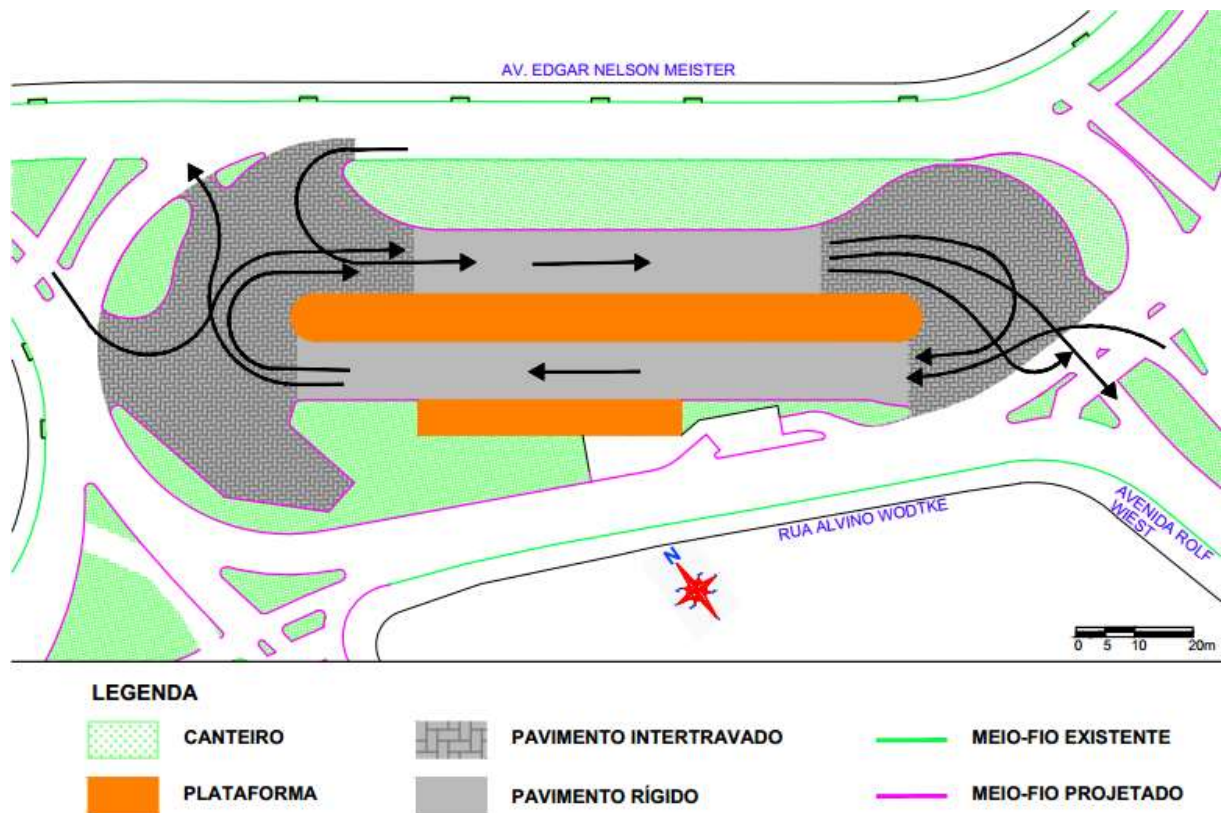 AV. EDGAR NELSON MEISTER
RUA ALVINO WODTKE
AVENIDA ROLF
WIEST
N
0 5 10 20m
LEGENDA
CANTEIRO
PAVIMENTO INTERTRAVADO
MEIO-FIO EXISTENTE
PLATAFORMA
PAVIMENTO RÍGIDO
MEIO-FIO PROJETADO